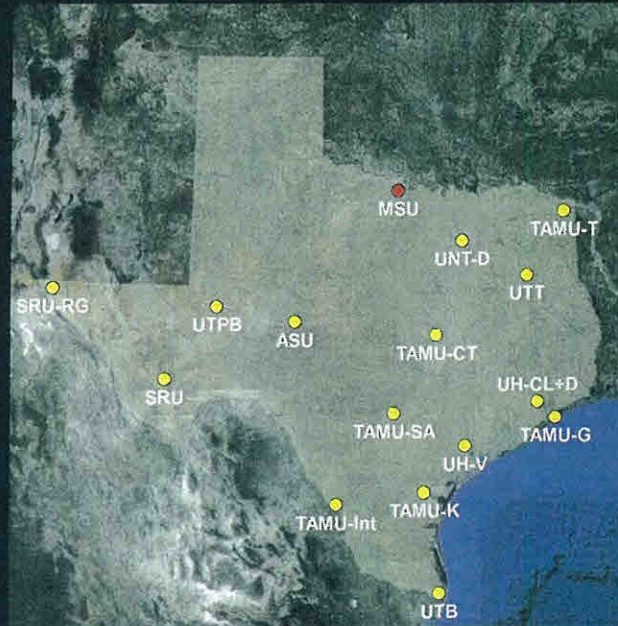 MSU
TAMU-T
UNT-D
UTT
SRU-RG
UTPB
ASU
TAMU-CT
SRU
UH-CL+D
TAMU-SA
TAMU-G
UH-V
TAMU-K
TAMU-Int
UTB